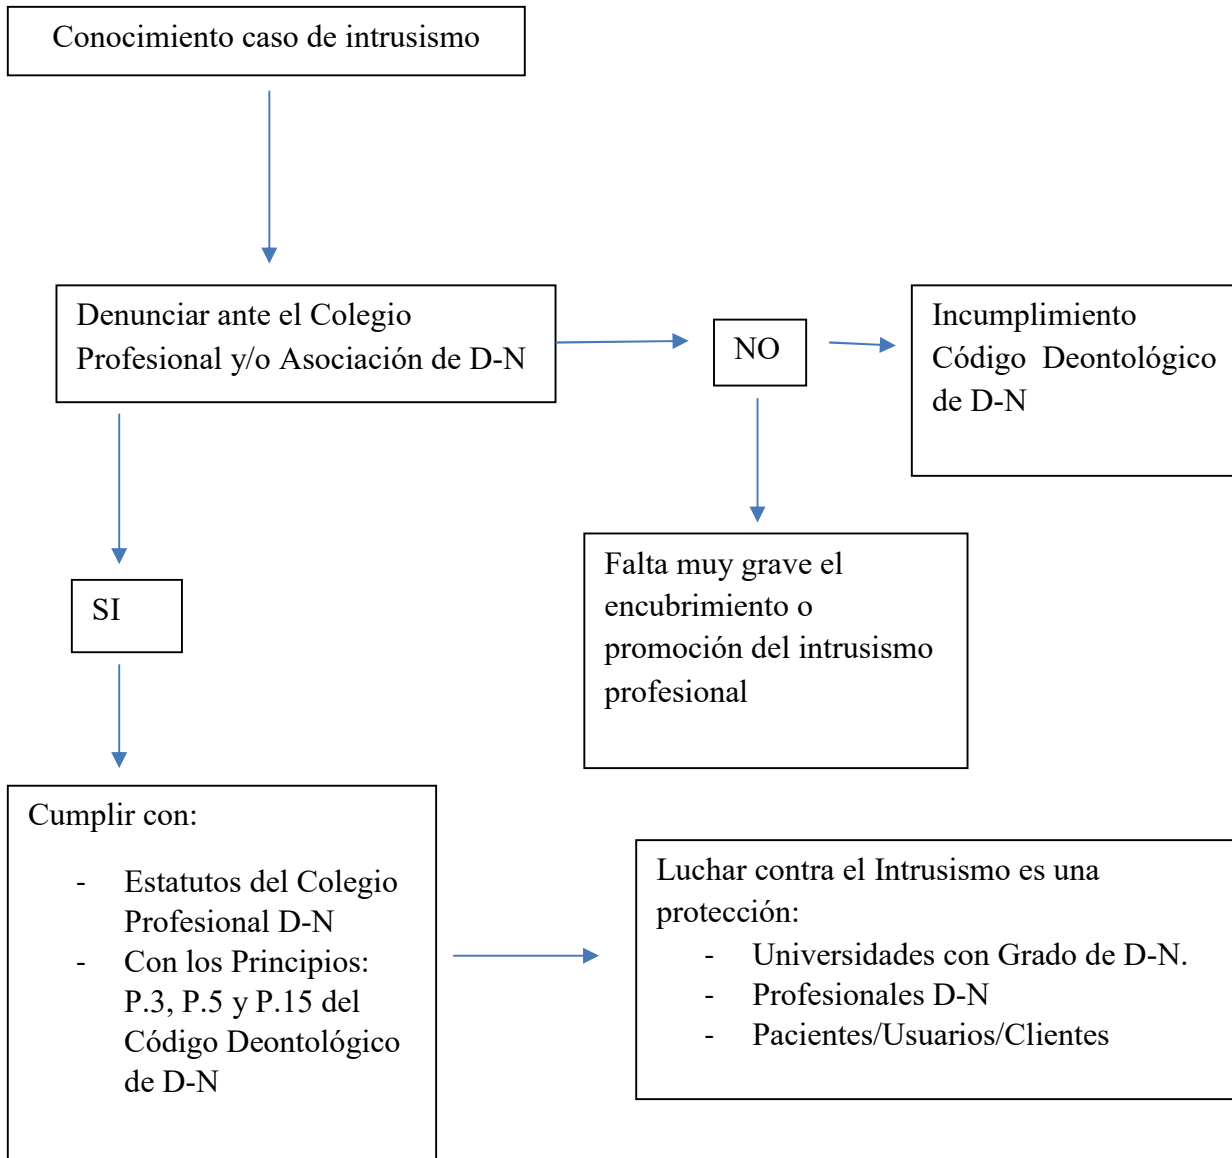 Conocimiento caso de intrusismo
Denunciar ante el Colegio
Profesional y/o Asociación de D-N
NO
Incumplimiento
Código Deontológico
de D-N
SI
Falta muy grave el
encubrimiento o
promoción del intrusismo
profesional
Cumplir con:
- Estatutos del Colegio
Profesional D-N
- Con los Principios:
P.3, P.5 y P.15 del
Código Deontológico
de D-N
Luchar contra el Intrusismo es una
protección:
- Universidades con Grado de D-N.
- Profesionales D-N
- Pacientes/Usuarios/Clientes